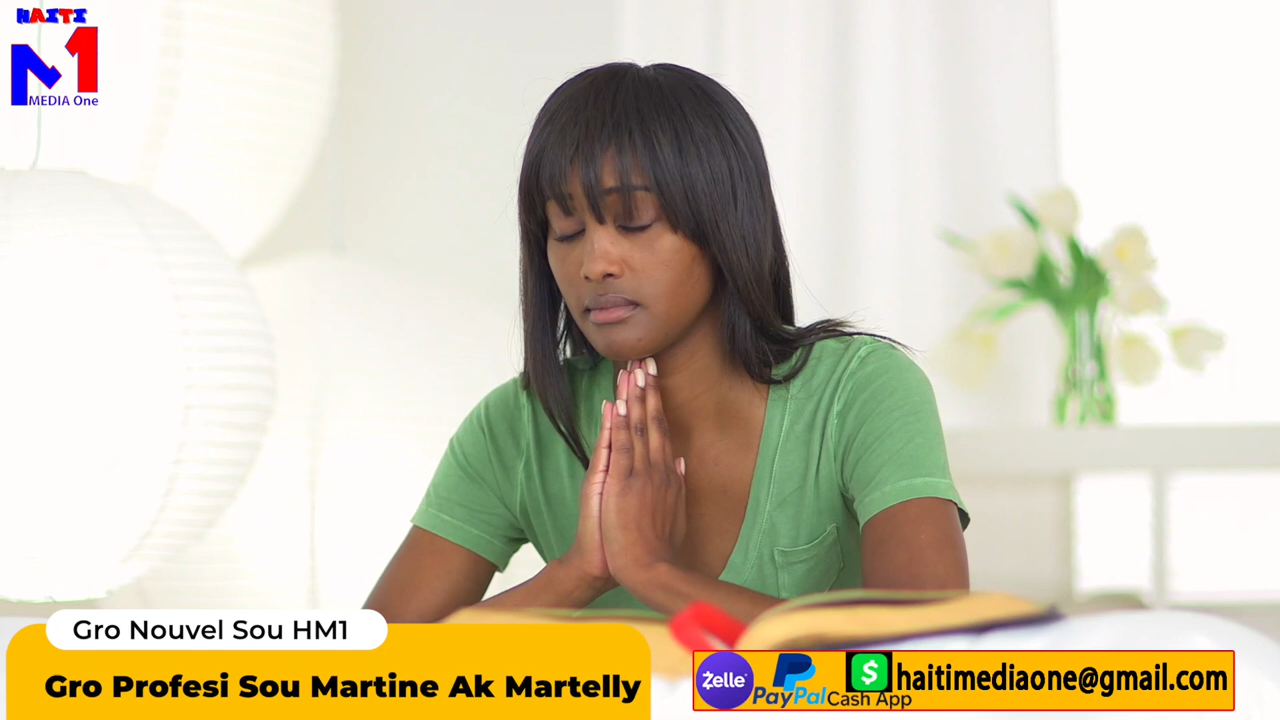 HAITI
M1
MEDIA One
Gro Nouvel Sou HM1
Gro Profesi Sou Martine Ak Martelly
Zelle
PayPal
$
Cash App
haitimediaone@gmail.com